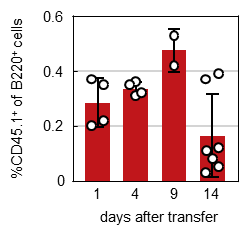 %CD45.1⁺ of B220⁺ cells
0.6
0.4
0.2
0
1 4 9 14
days after transfer